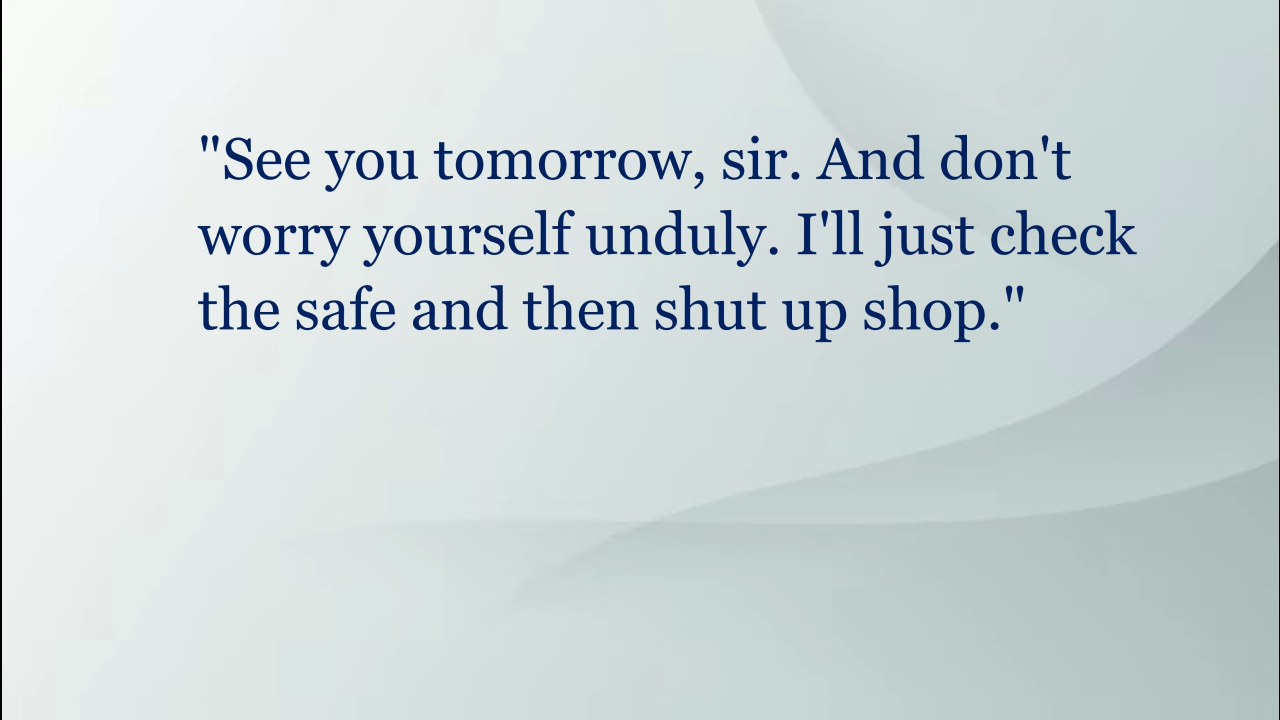 "See you tomorrow, sir. And don't
worry yourself unduly. I'll just check
the safe and then shut up shop."